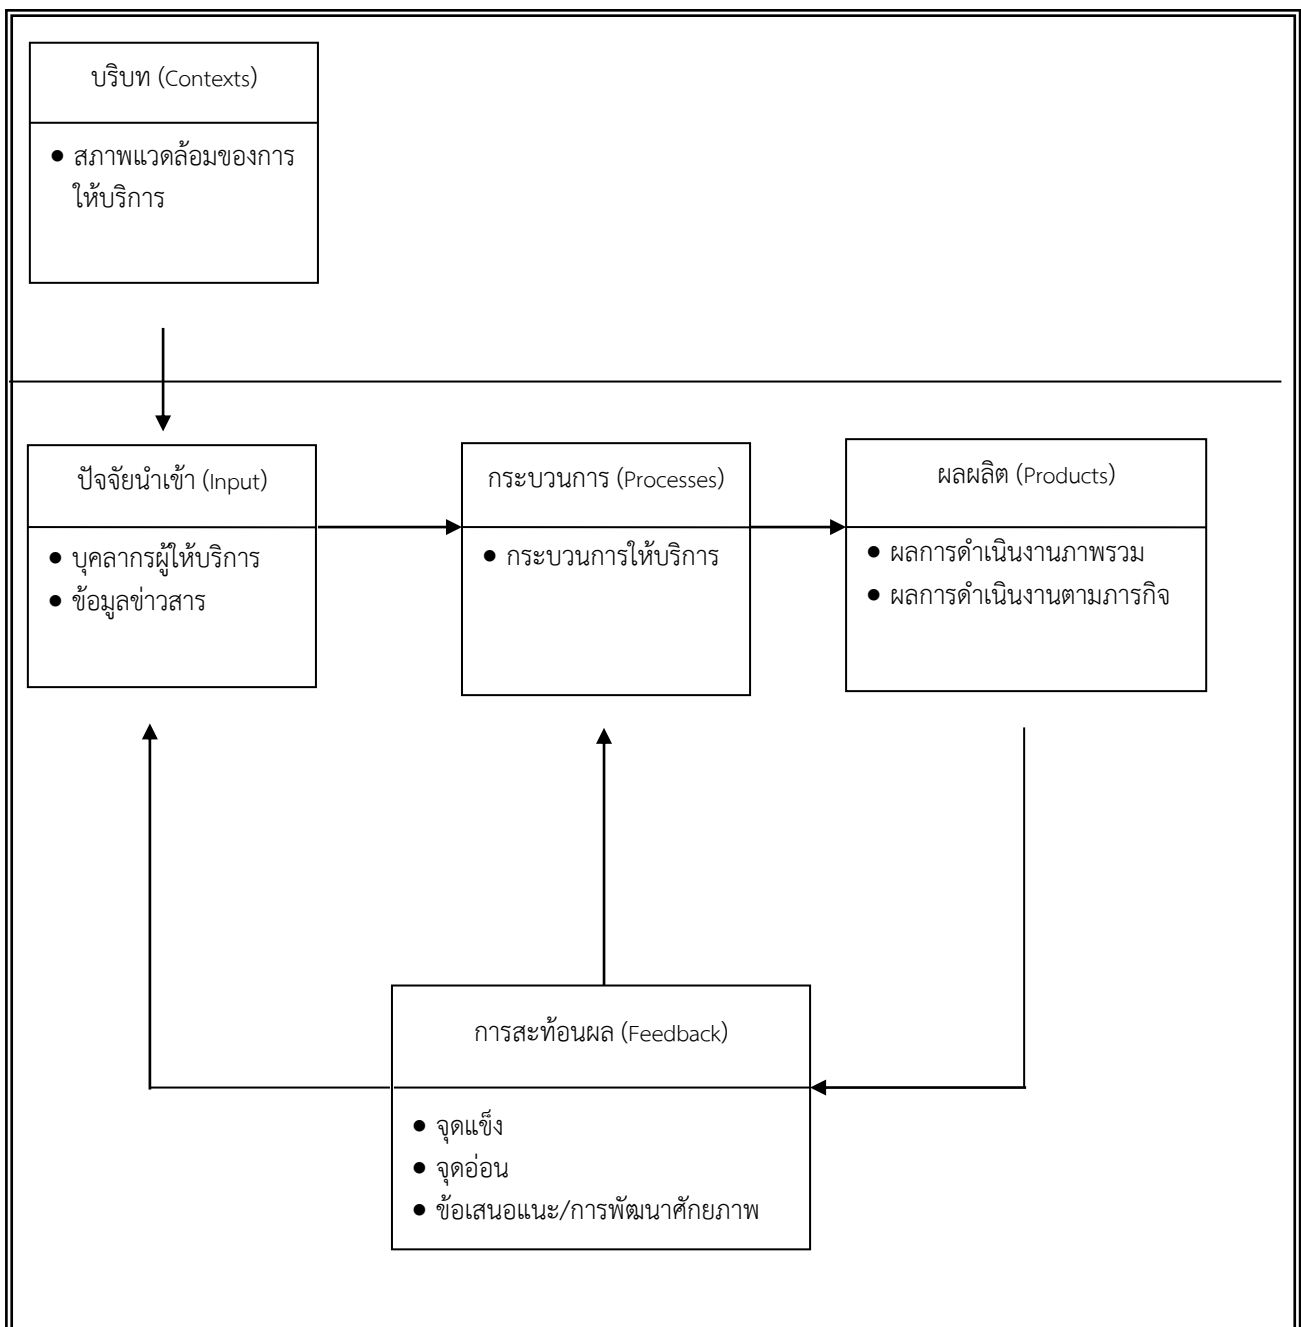 บริบท (Contexts)
● สภาพแวดล้อมของการ
ให้บริการ
ปัจจัยนำเข้า (Input)
● บุคลากรผู้ให้บริการ
● ข้อมูลข่าวสาร
กระบวนการ (Processes)
● กระบวนการให้บริการ
ผลผลิต (Products)
● ผลการดำเนินงานภาพรวม
● ผลการดำเนินงานตามภารกิจ
การสะท้อนผล (Feedback)
● จุดแข็ง
● จุดอ่อน
● ข้อเสนอแนะ/การพัฒนาศักยภาพ